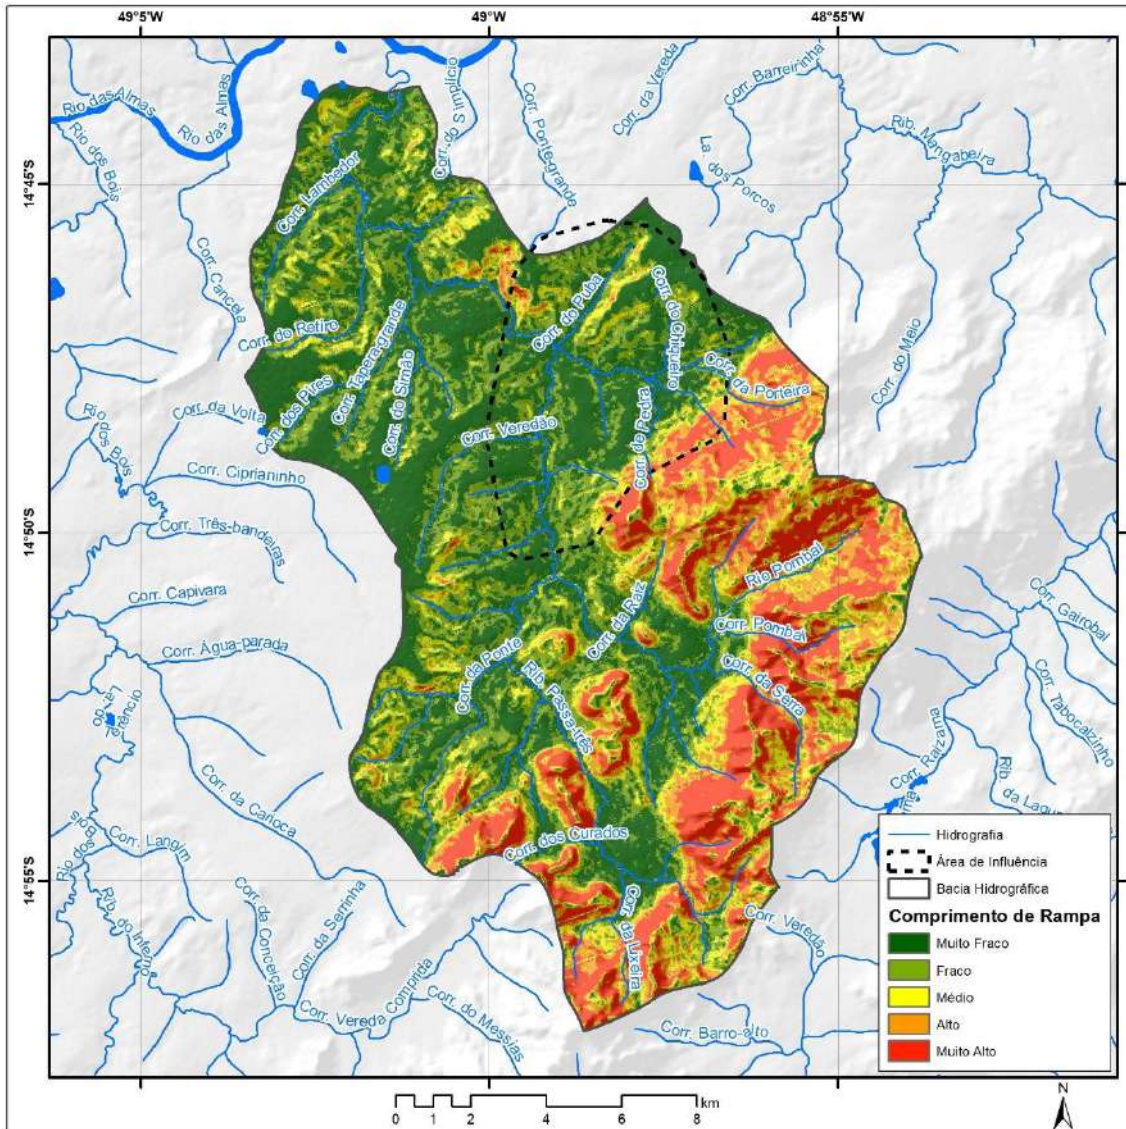 49°5'W
49°W
48°55'W
Rio das Almas
Rio das Almas
Rio dos Bois
Corr. do Simplício
Corr. Ponte-grande
Corr. da Vereda
Corr. Barreirinha
Rib. Mangabeira
La. dos Porcos
14°45'S
Corr. Lambedor
Corr. Cancela
Corr. do Puba
Corr. do Chiqueiro
Corr. do Meio
Corr. do Retiro
Corr. Tapera-grande
Corr. do Simão
Corr. dos Pires
Corr. da Volta
Corr. da Porteira
Corr. de Pedra
Corr. Veredão
Rio dos Bois
Corr. Ciprianinho
Corr. Três-bandeiras
14°50'S
Rio Pombal
Corr. Capivara
Corr. da Raiz
Corr. Pombal
Corr. Gairobal
Corr. Água-parada
Corr. da Ponte
Rib. Passa-três
Corr. da Serra
Corr. Tabocalzinho
Corr. Raizama
Rib. da
Corr. da Carioca
Corr. dos Curados
Corr. Langim
Rio dos Bois
14°55'S
Rib. do Inferno
Corr. da Conceição
Corr. da Serrinha
Corr. da Lixeira
Corr. Veredão
Corr. Vereda Comprida
Corr. do Messias
Corr. Barro-alto
Hidrografia
Área de Influência
Bacia Hidrográfica
Comprimento de Rampa
Muito Fraco
Fraco
Médio
Alto
Muito Alto
0 1 2 4 6 8 km
N